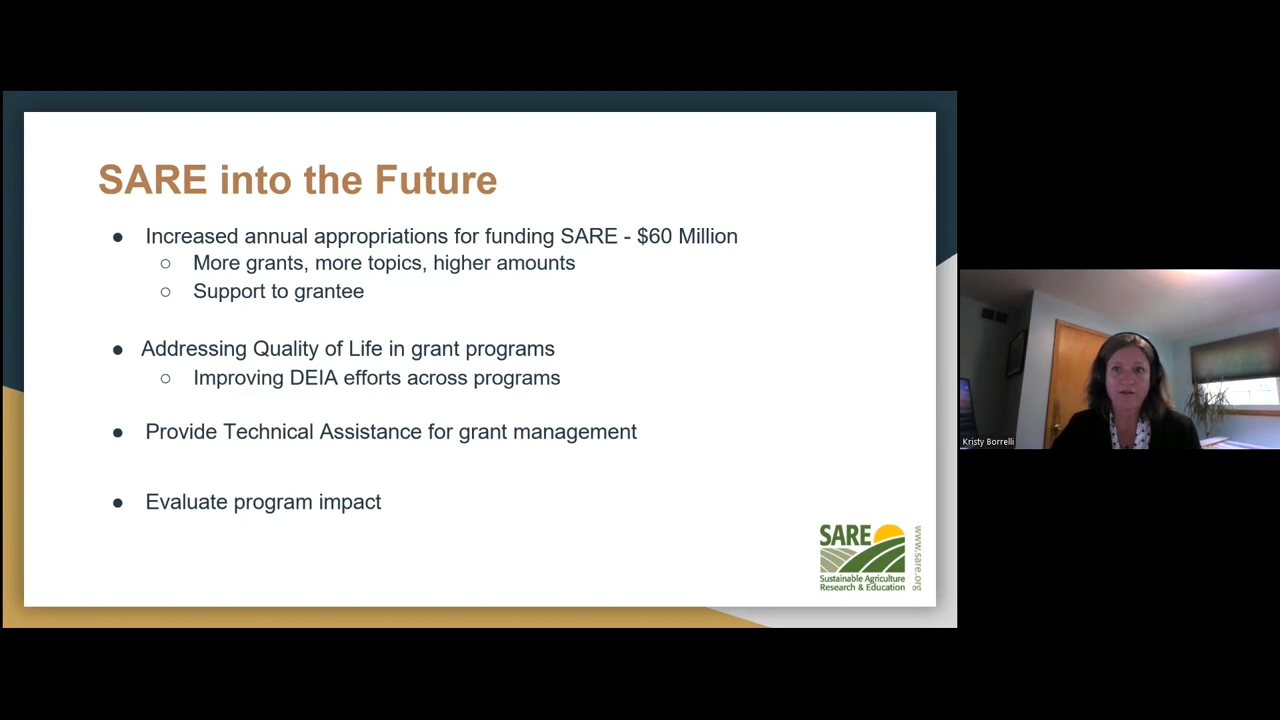 SARE into the Future
● Increased annual appropriations for funding SARE - $60 Million
○ More grants, more topics, higher amounts
○ Support to grantee
● Addressing Quality of Life in grant programs
○ Improving DEIA efforts across programs
● Provide Technical Assistance for grant management
● Evaluate program impact
SARE
Sustainable Agriculture
Research & Education
www.sare.org
Kristy Borrelli